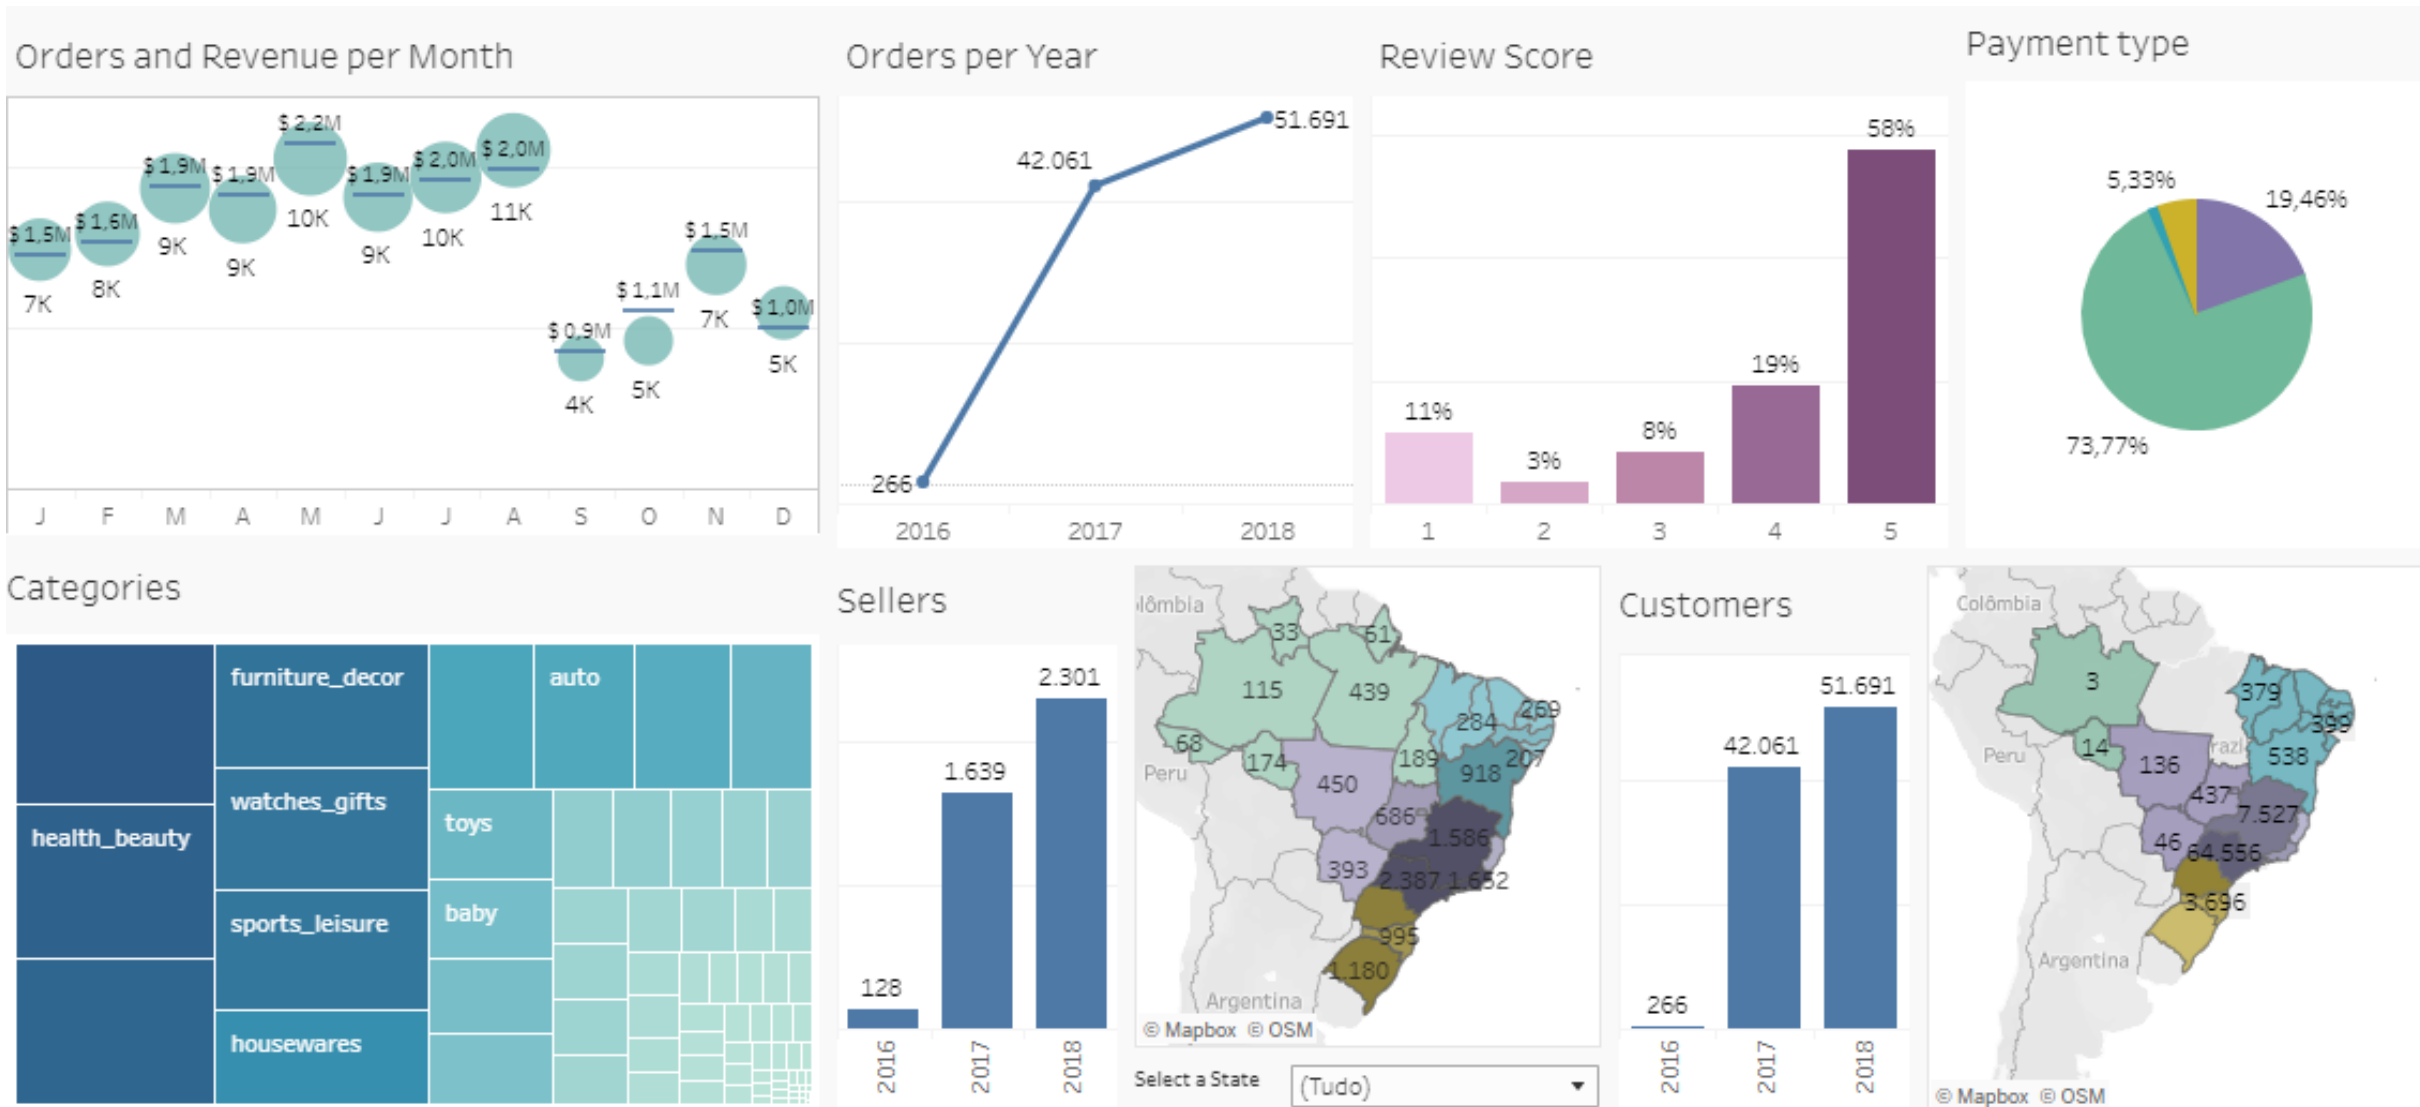 Orders and Revenue per Month
$ 1,5M
$ 1,6M
$ 1,9M
$ 1,9M
$ 2,2M
$ 1,9M
$ 2,0M
$ 2,0M
$ 0,9M
$ 1,1M
$ 1,5M
$ 1,0M
7K
8K
9K
9K
10K
9K
10K
11K
4K
5K
7K
5K
J F M A M J J A S O N D
Orders per Year
266
42.061
51.691
2016 2017 2018
Review Score
11%
3%
8%
19%
58%
1 2 3 4 5
Payment type
5,33%
19,46%
73,77%
Categories
health_beauty
furniture_decor
watches_gifts
sports_leisure
housewares
auto
toys
baby
Sellers
128
1.639
2.301
2016 2017 2018
lômbia
Peru
Argentina
33
61
115
439
284
269
68
174
189
207
450
918
686
1.586
393
2.387
1.652
995
1.180
© Mapbox © OSM
Select a State
(Tudo)
Customers
266
42.061
51.691
2016 2017 2018
Colômbia
Peru
razi
Argentina
3
379
399
14
136
538
437
7.527
46
64.556
3.696
© Mapbox © OSM